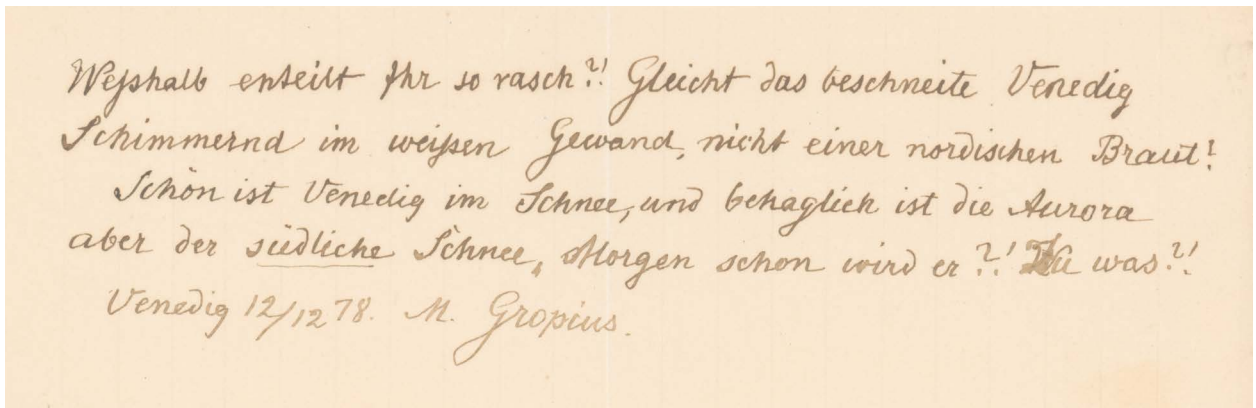 Weßhalb enteilt Ihr so rasch?! Gleicht das beschneite Venedig
Schimmernd im weißen Gewand, nicht einer nordischen Braut!
Schön ist Venedig im Schnee, und behaglich ist die Aurora
aber der südliche Schnee, Morgen schon wird er?! Zu was?!
Venedig 12/12 78. M. Gropius.